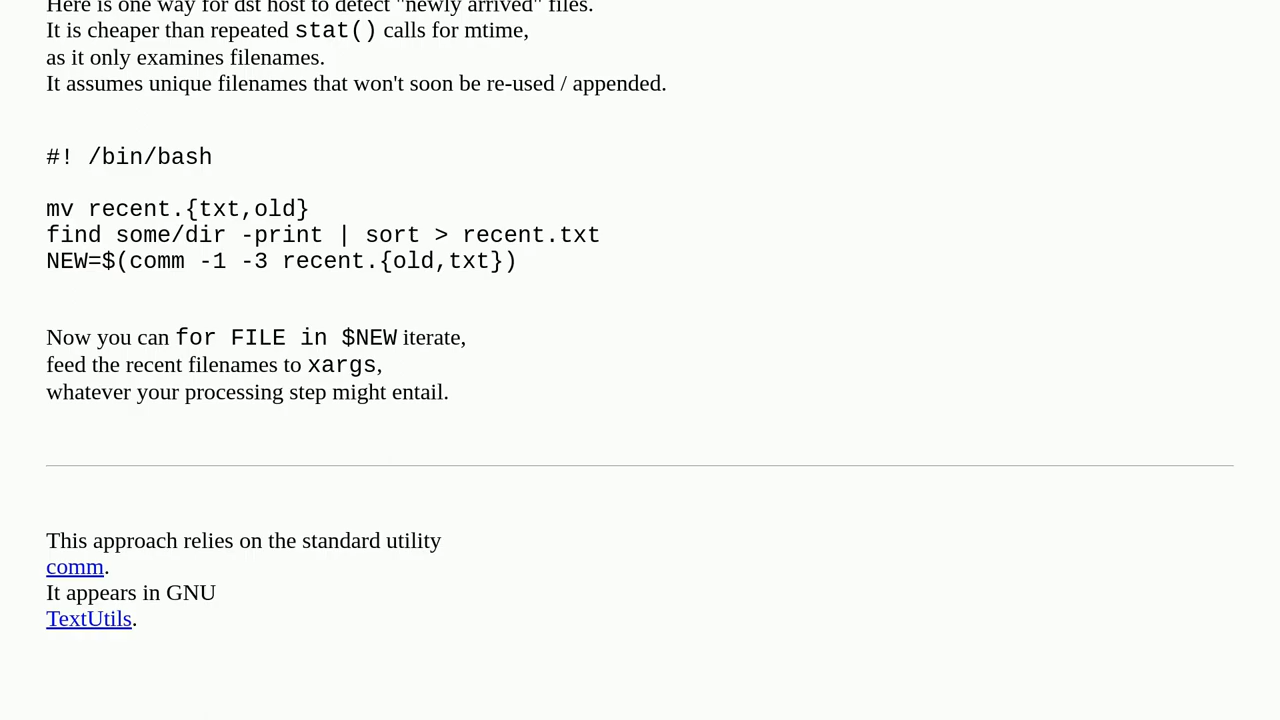 Here is one way for dst host to detect "newly arrived" files.
It is cheaper than repeated stat() calls for mtime,
as it only examines filenames.
It assumes unique filenames that won't soon be re-used / appended.
#! /bin/bash
mv recent.{txt,old}
find some/dir -print | sort > recent.txt
NEW=$(comm -1 -3 recent.{old,txt})
Now you can for FILE in $NEW iterate,
feed the recent filenames to xargs,
whatever your processing step might entail.
This approach relies on the standard utility
comm.
It appears in GNU
TextUtils.